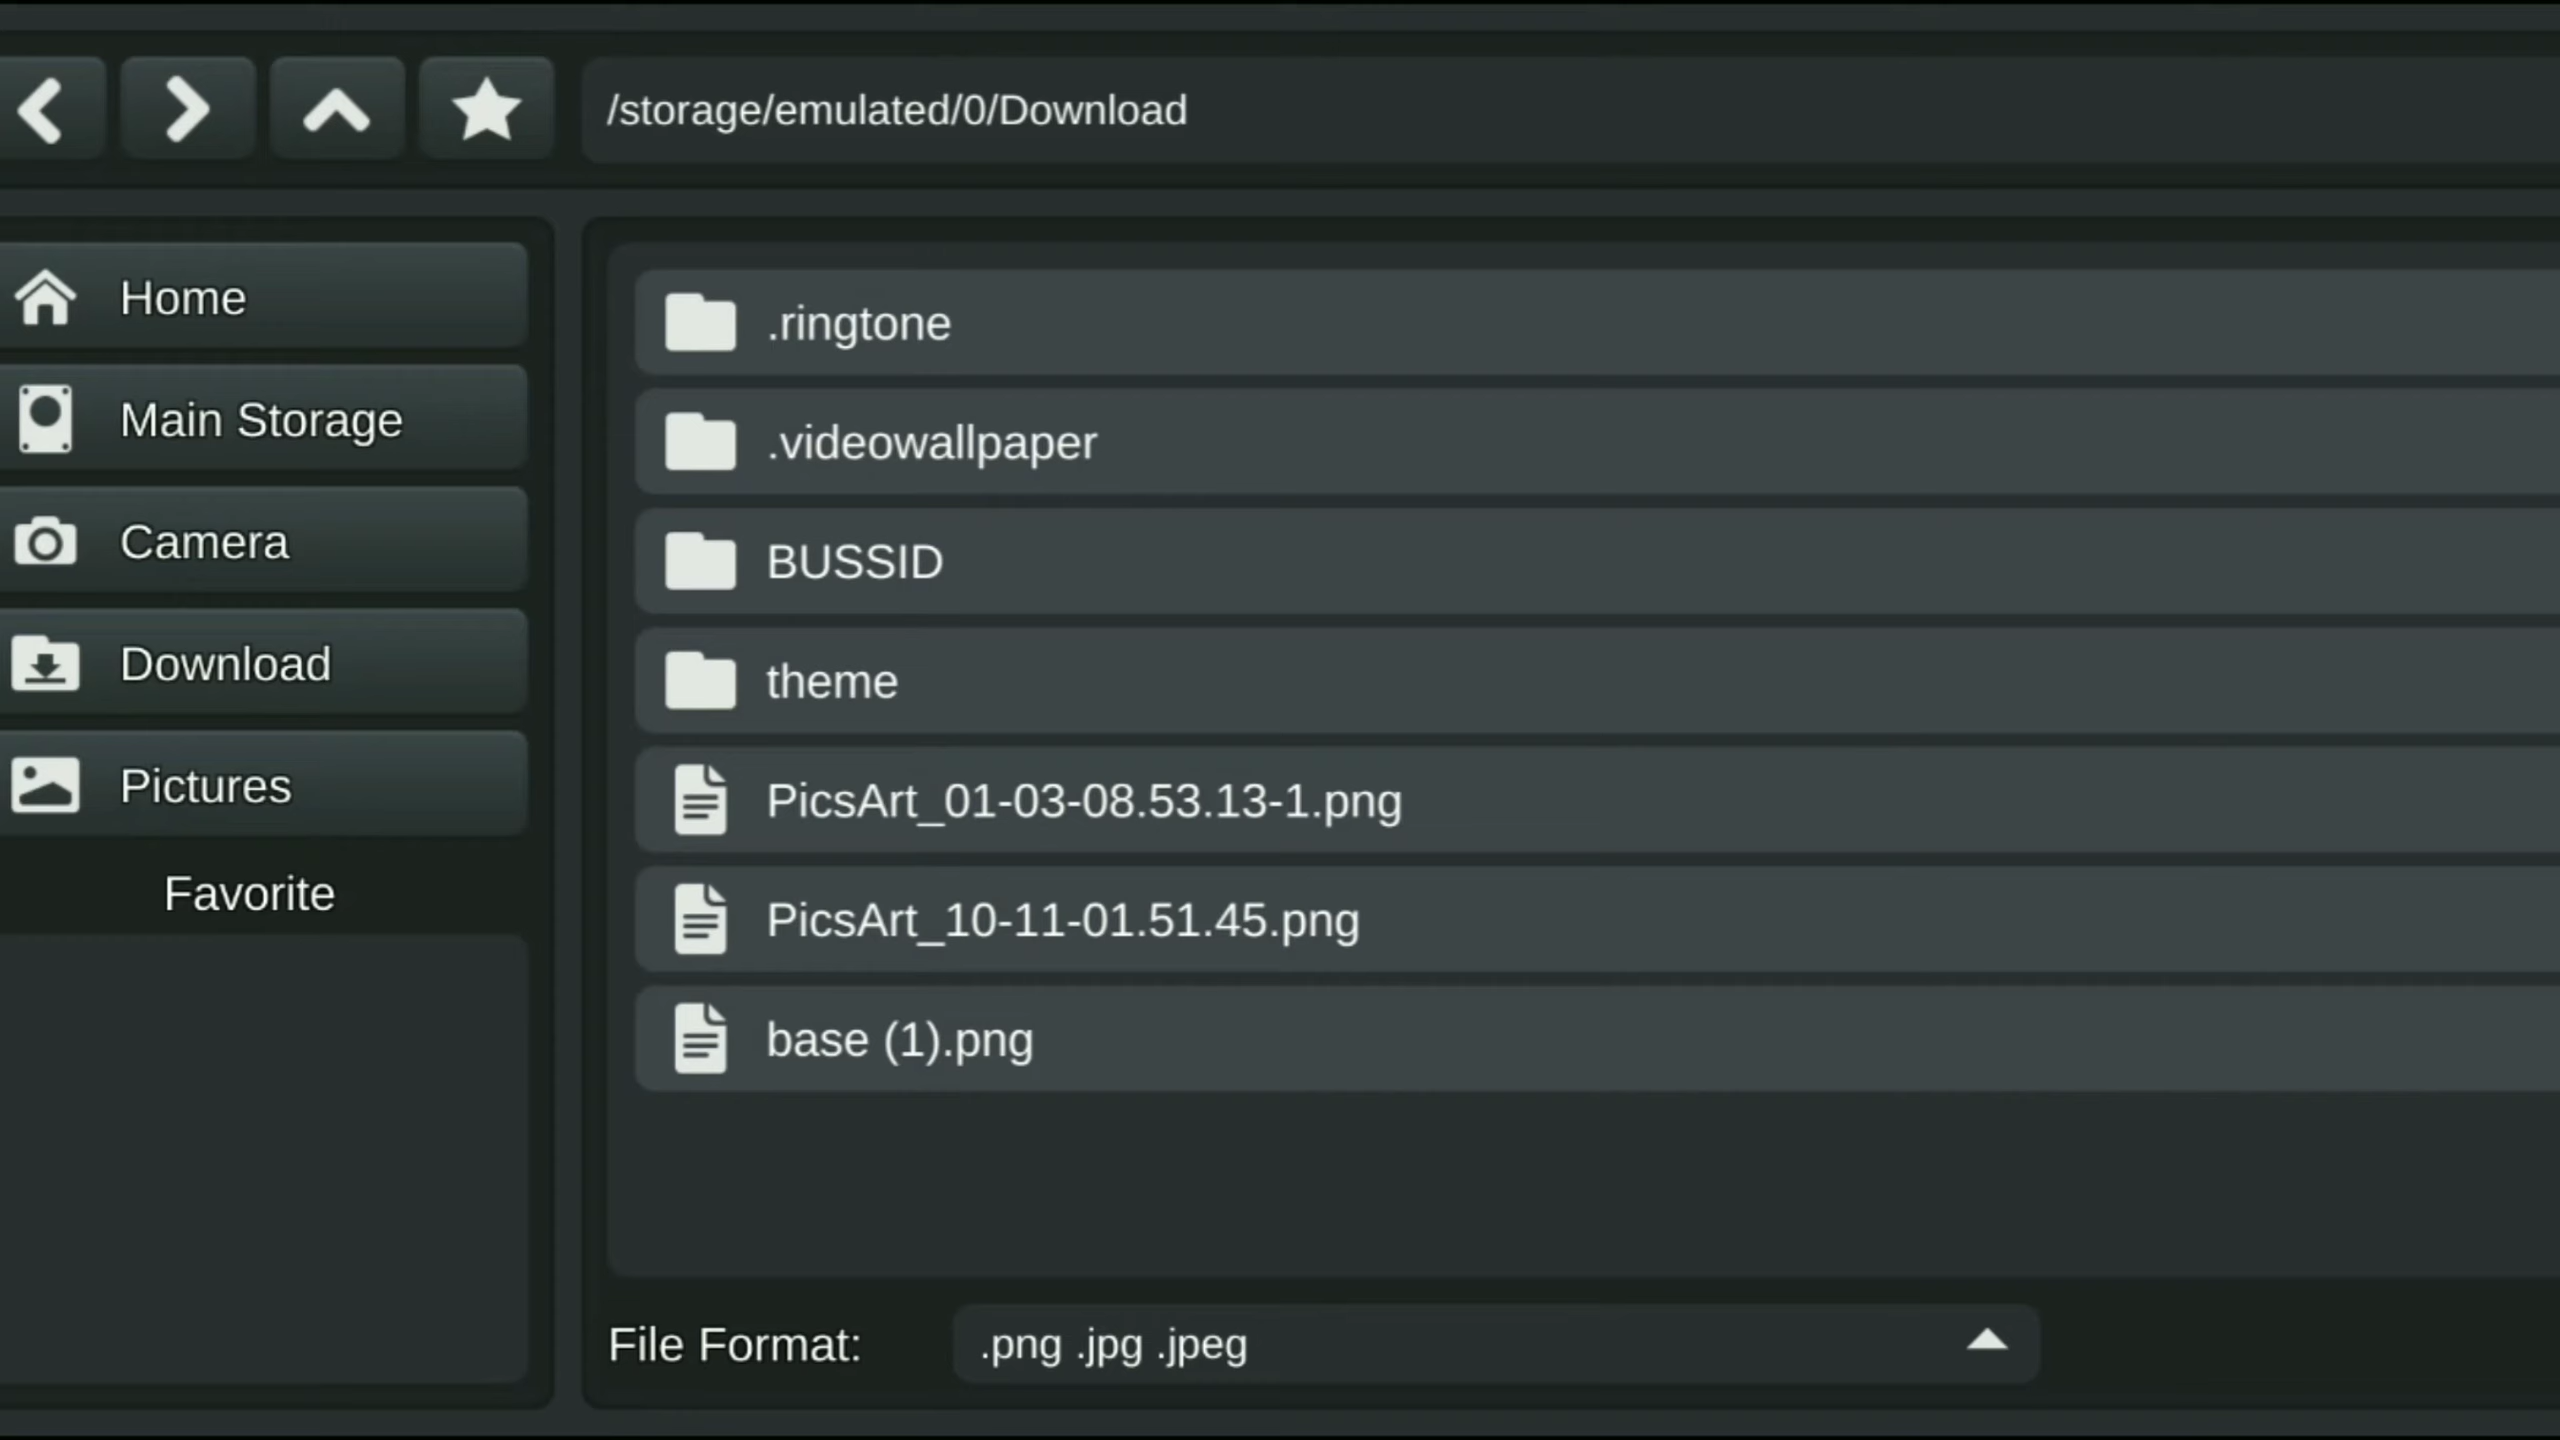 /storage/emulated/0/Download
Home
Main Storage
Camera
Download
Pictures
Favorite
.ringtone
.videowallpaper
BUSSID
theme
PicsArt_01-03-08.53.13-1.png
PicsArt_10-11-01.51.45.png
base (1).png
File Format:
.png .jpg .jpeg